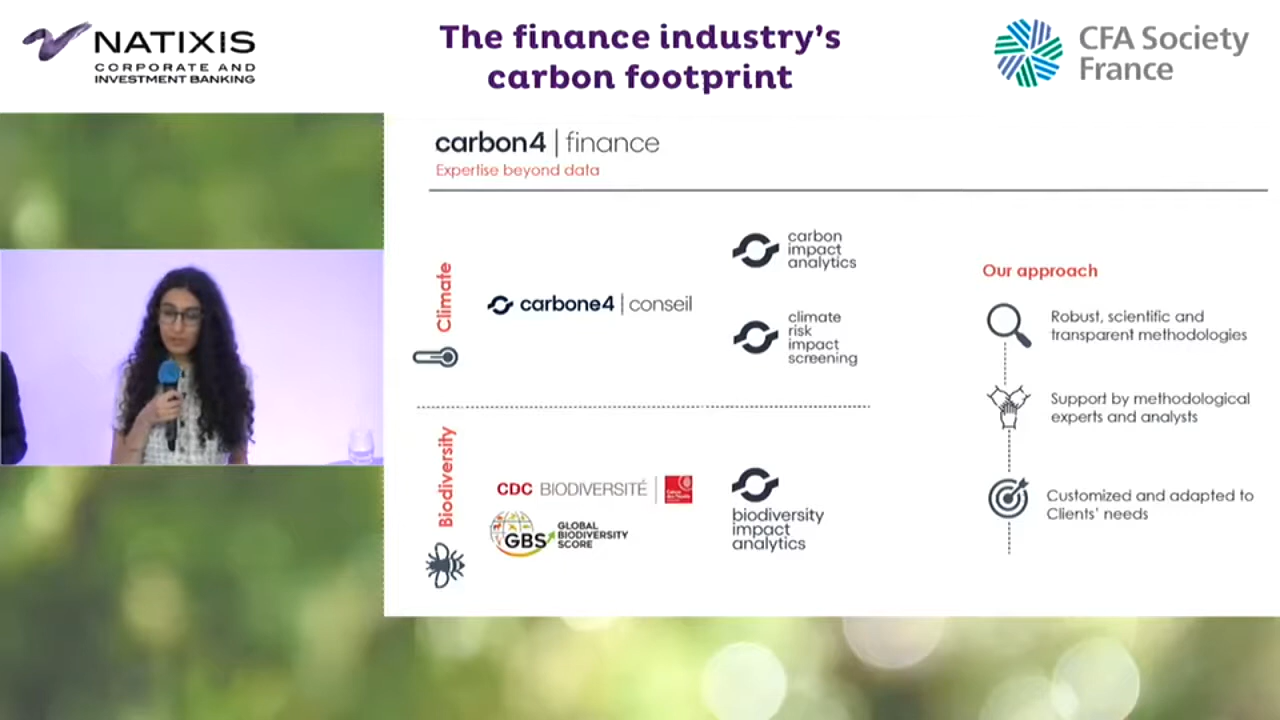 NATIXIS
CORPORATE AND
INVESTMENT BANKING
The finance industry's
carbon footprint
CFA Society
France
carbon4 | finance
Expertise beyond data
Climate
carbone4 | conseil
carbon
impact
analytics
climate
risk
impact
screening
Biodiversity
CDC BIODIVERSITÉ
GBS
GLOBAL
BIODIVERSITY
SCORE
biodiversity
impact
analytics
Our approach
Robust, scientific and
transparent methodologies
Support by methodological
experts and analysts
Customized and adapted to
Clients' needs